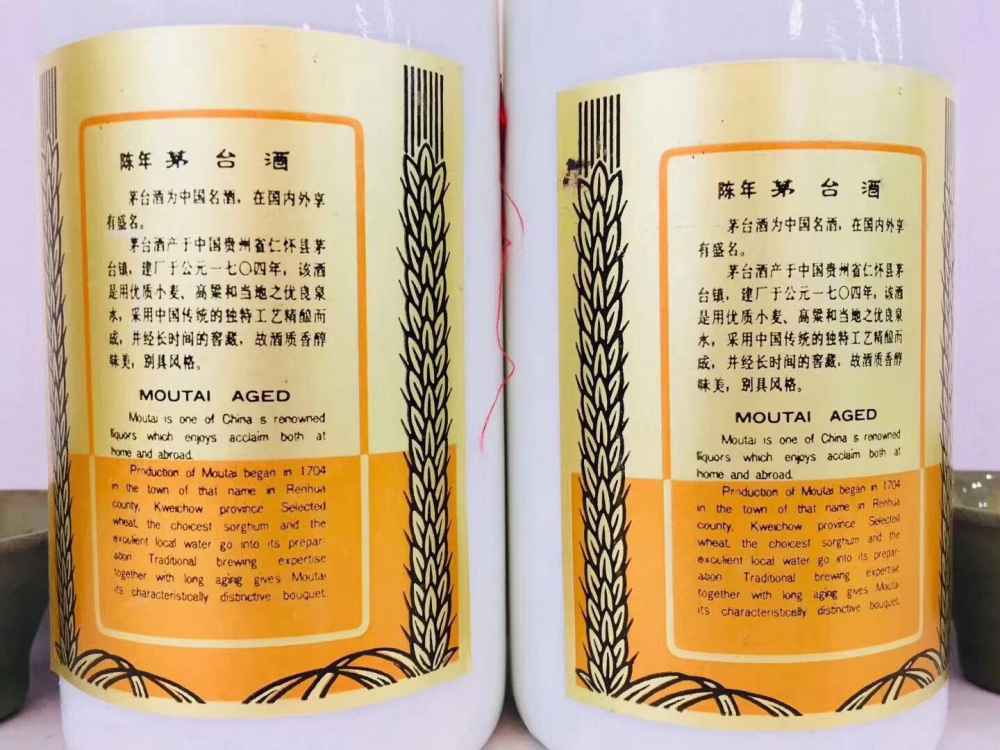 陈年 茅 台 酒
茅台酒为中国名酒，在国内外享
有盛名。
茅台酒产于中国贵州省仁怀县茅
台镇，建厂于公元一七〇四年，该酒
是用优质小麦、高粱和当地之优良泉
水，采用中国传统的独特工艺精酿而
成，并经长时间的窖藏，故酒质香醇
味美，别具风格。
MOUTAI AGED
Moutai is one of China s renowned
liquors which enjoys acclaim both at
home and abroad.
Production of Moutai began in 1704
in the town of that name in Renhua
county, Kweichow province Selected
wheat, the choicest sorghum and the
exculient local water go into its prepar-
ation Traditional brewing expertise
together with long aging gives Moutai
its characteristically distinctive bouquet.
陈年 茅 台 酒
茅台酒为中国名酒，在国内外享
有盛名。
茅台酒产于中国贵州省仁怀县茅
台镇，建厂于公元一七〇四年，该酒
是用优质小麦、高粱和当地之优良泉
水，采用中国传统的独特工艺精酿而
成，并经长时间的窖藏，故酒质香醇
味美，别具风格。
MOUTAI AGED
Moutai is one of China s renowned
liquors which enjoys acclaim both at
home and abroad.
Production of Moutai began in 1704
in the town of that name in Renhua
county, Kweichow province Selected
wheat, the choicest sorghum and the
exculient local water go into its prepar-
ation Traditional brewing expertise
together with long aging gives Moutai
its characteristically distinctive bouquet.